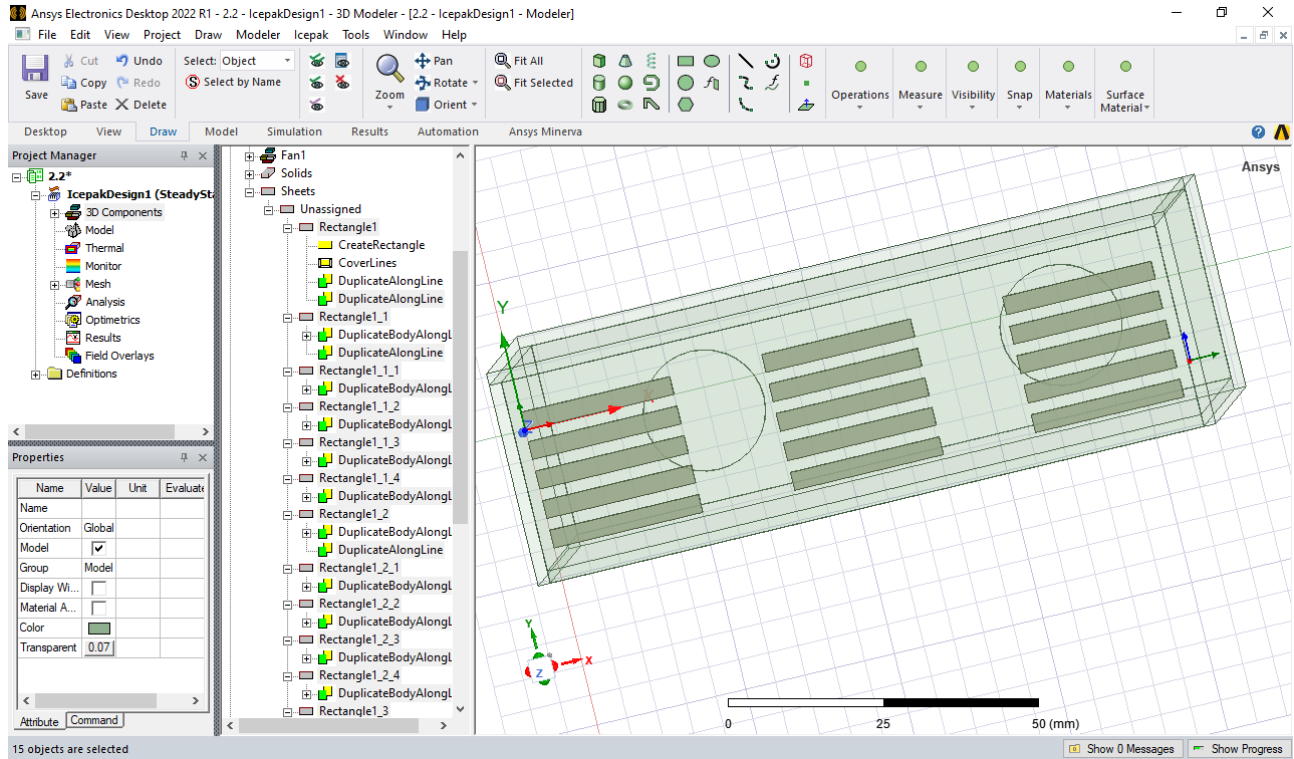 Ansys Electronics Desktop 2022 R1 - 2.2 - IcepakDesign1 - 3D Modeler - [2.2 - IcepakDesign1 - Modeler]
File Edit View Project Draw Modeler Icepak Tools Window Help
Save
Cut
Copy
Paste
Undo
Redo
Delete
Select: Object
Select by Name
Zoom
Pan
Rotate
Orient
Fit All
Fit Selected
Operations
Measure
Visibility
Snap
Materials
Surface
Material
Desktop View Draw Model Simulation Results Automation Ansys Minerva
Project Manager
2.2*
IcepakDesign1 (SteadySta
3D Components
Model
Thermal
Monitor
Mesh
Analysis
Optimetrics
Results
Field Overlays
Definitions
Properties
Name Value Unit Evaluate
Name
Orientation Global
Model
Group Model
Display Wi...
Material A...
Color
Transparent 0.07
Attribute Command
Fan1
Solids
Sheets
Unassigned
Rectangle1
CreateRectangle
CoverLines
DuplicateAlongLine
DuplicateAlongLine
Rectangle1_1
DuplicateBodyAlongL
DuplicateAlongLine
Rectangle1_1_1
DuplicateBodyAlongL
Rectangle1_1_2
DuplicateBodyAlongL
Rectangle1_1_3
DuplicateBodyAlongL
Rectangle1_1_4
DuplicateBodyAlongL
Rectangle1_2
DuplicateBodyAlongL
DuplicateAlongLine
Rectangle1_2_1
DuplicateBodyAlongL
Rectangle1_2_2
DuplicateBodyAlongL
Rectangle1_2_3
DuplicateBodyAlongL
Rectangle1_2_4
DuplicateBodyAlongL
Rectangle1_3
Ansys
Y
Y
X
Z
0 25 50 (mm)
15 objects are selected
Show 0 Messages
Show Progress